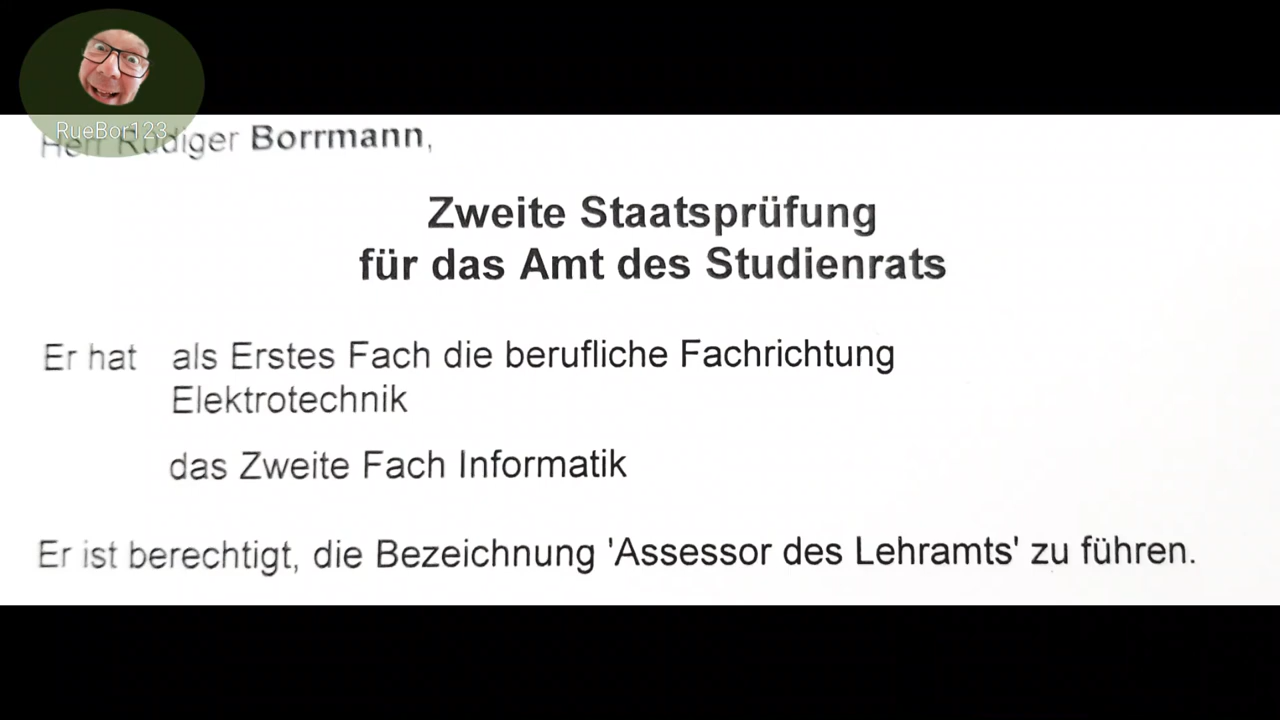 RueBor123
Herr Rüdiger Borrmann,
Zweite Staatsprüfung
für das Amt des Studienrats
Er hat als Erstes Fach die berufliche Fachrichtung
Elektrotechnik
das Zweite Fach Informatik
Er ist berechtigt, die Bezeichnung 'Assessor des Lehramts' zu führen.